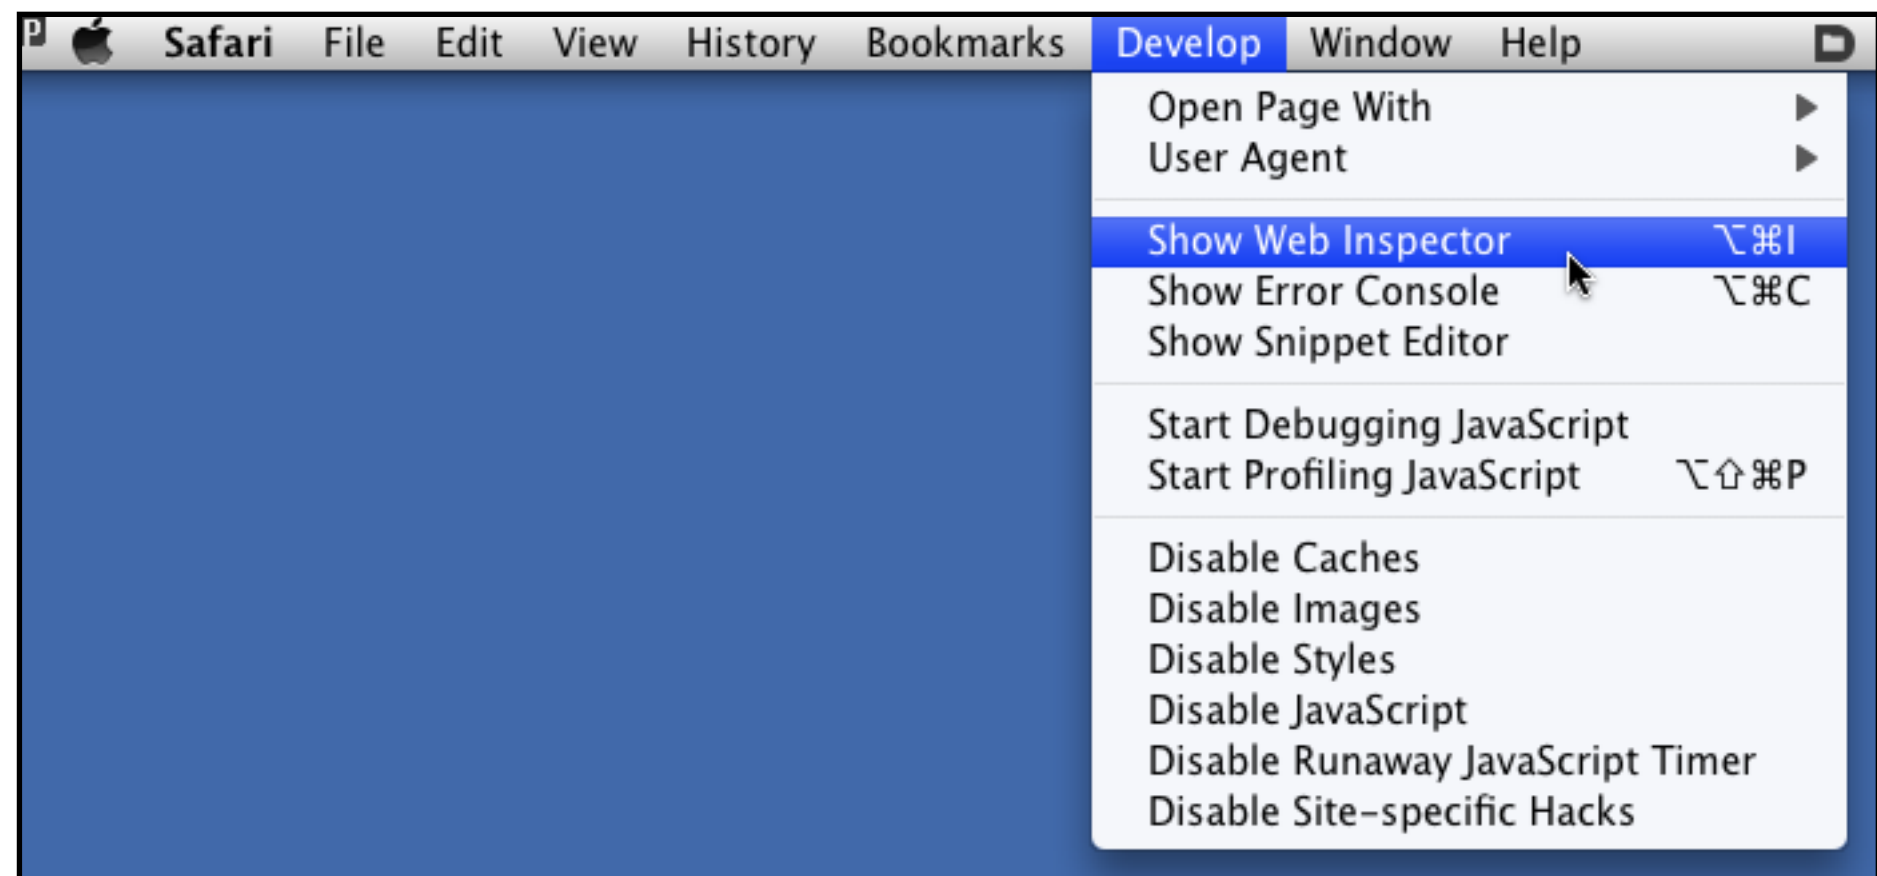 P Safari File Edit View History Bookmarks Develop Window Help
Open Page With
User Agent
Show Web Inspector ⌥⌘I
Show Error Console ⌥⌘C
Show Snippet Editor
Start Debugging JavaScript
Start Profiling JavaScript ⌥⇧⌘P
Disable Caches
Disable Images
Disable Styles
Disable JavaScript
Disable Runaway JavaScript Timer
Disable Site-specific Hacks